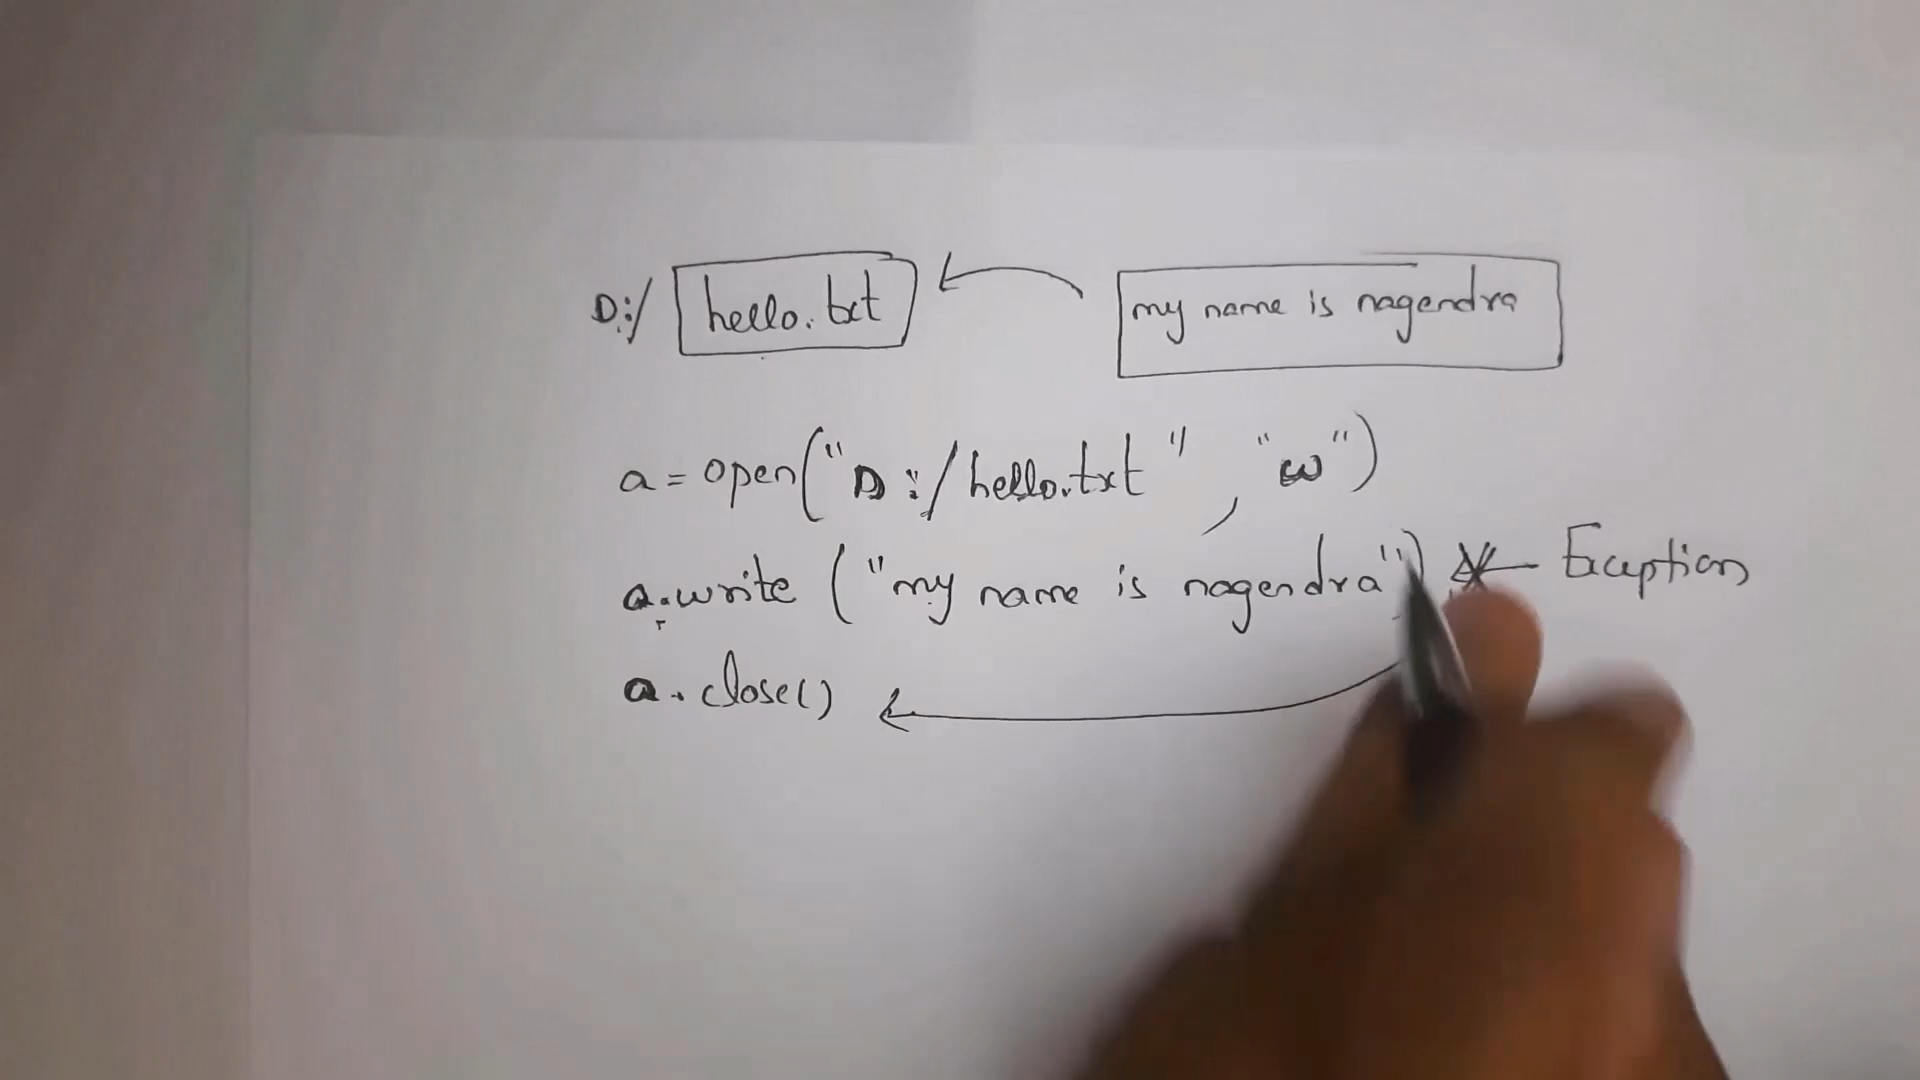 D:/ hello.txt my name is nagendra
a = open("D:/hello.txt", "w")
a.write ("my name is nagendra") Exception
a.close()